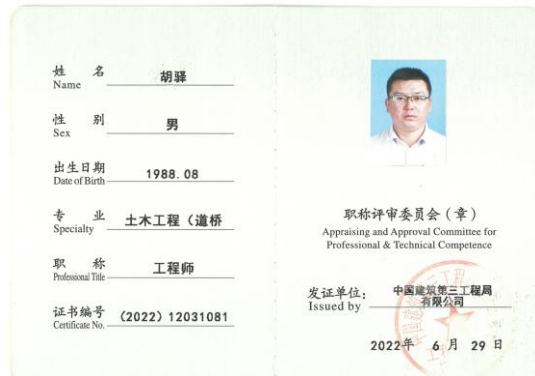 姓 名 胡驿
Name
性 别 男
Sex
出生日期 1988.08
Date of Birth
专 业 土木工程（道桥
Specialty
职 称 工程师
Professional Title
证书编号 (2022) 12031081
Certificate No.
职称评审委员会（章）
Appraising and Approval Committee for
Professional & Technical Competence
发证单位： 中国建筑第三工程局
有限公司
Issued by
2022年 6 月 29 日